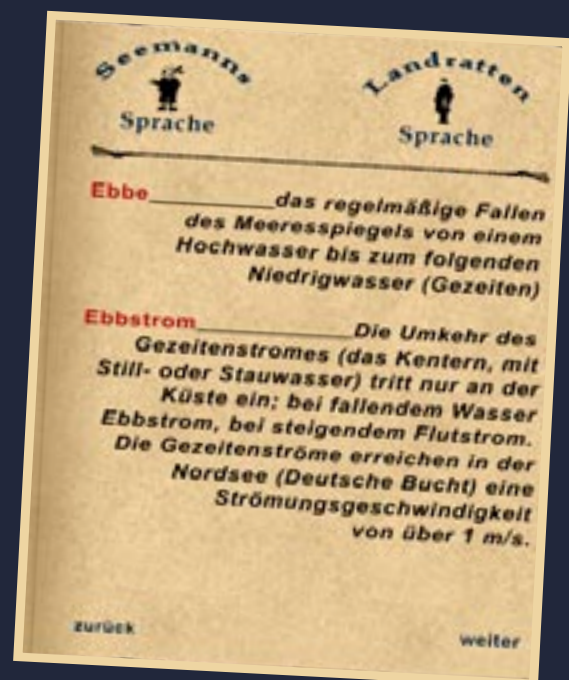 Seemanns Landratten
Sprache Sprache
Ebbe____________das regelmäßige Fallen
des Meeresspiegels von einem
Hochwasser bis zum folgenden
Niedrigwasser (Gezeiten)
Ebbstrom_______________Die Umkehr des
Gezeitenstromes (das Kentern, mit
Still- oder Stauwasser) tritt nur an der
Küste ein; bei fallendem Wasser
Ebbstrom, bei steigendem Flutstrom.
Die Gezeitenströme erreichen in der
Nordsee (Deutsche Bucht) eine
Strömungsgeschwindigkeit
von über 1 m/s.
zurück weiter